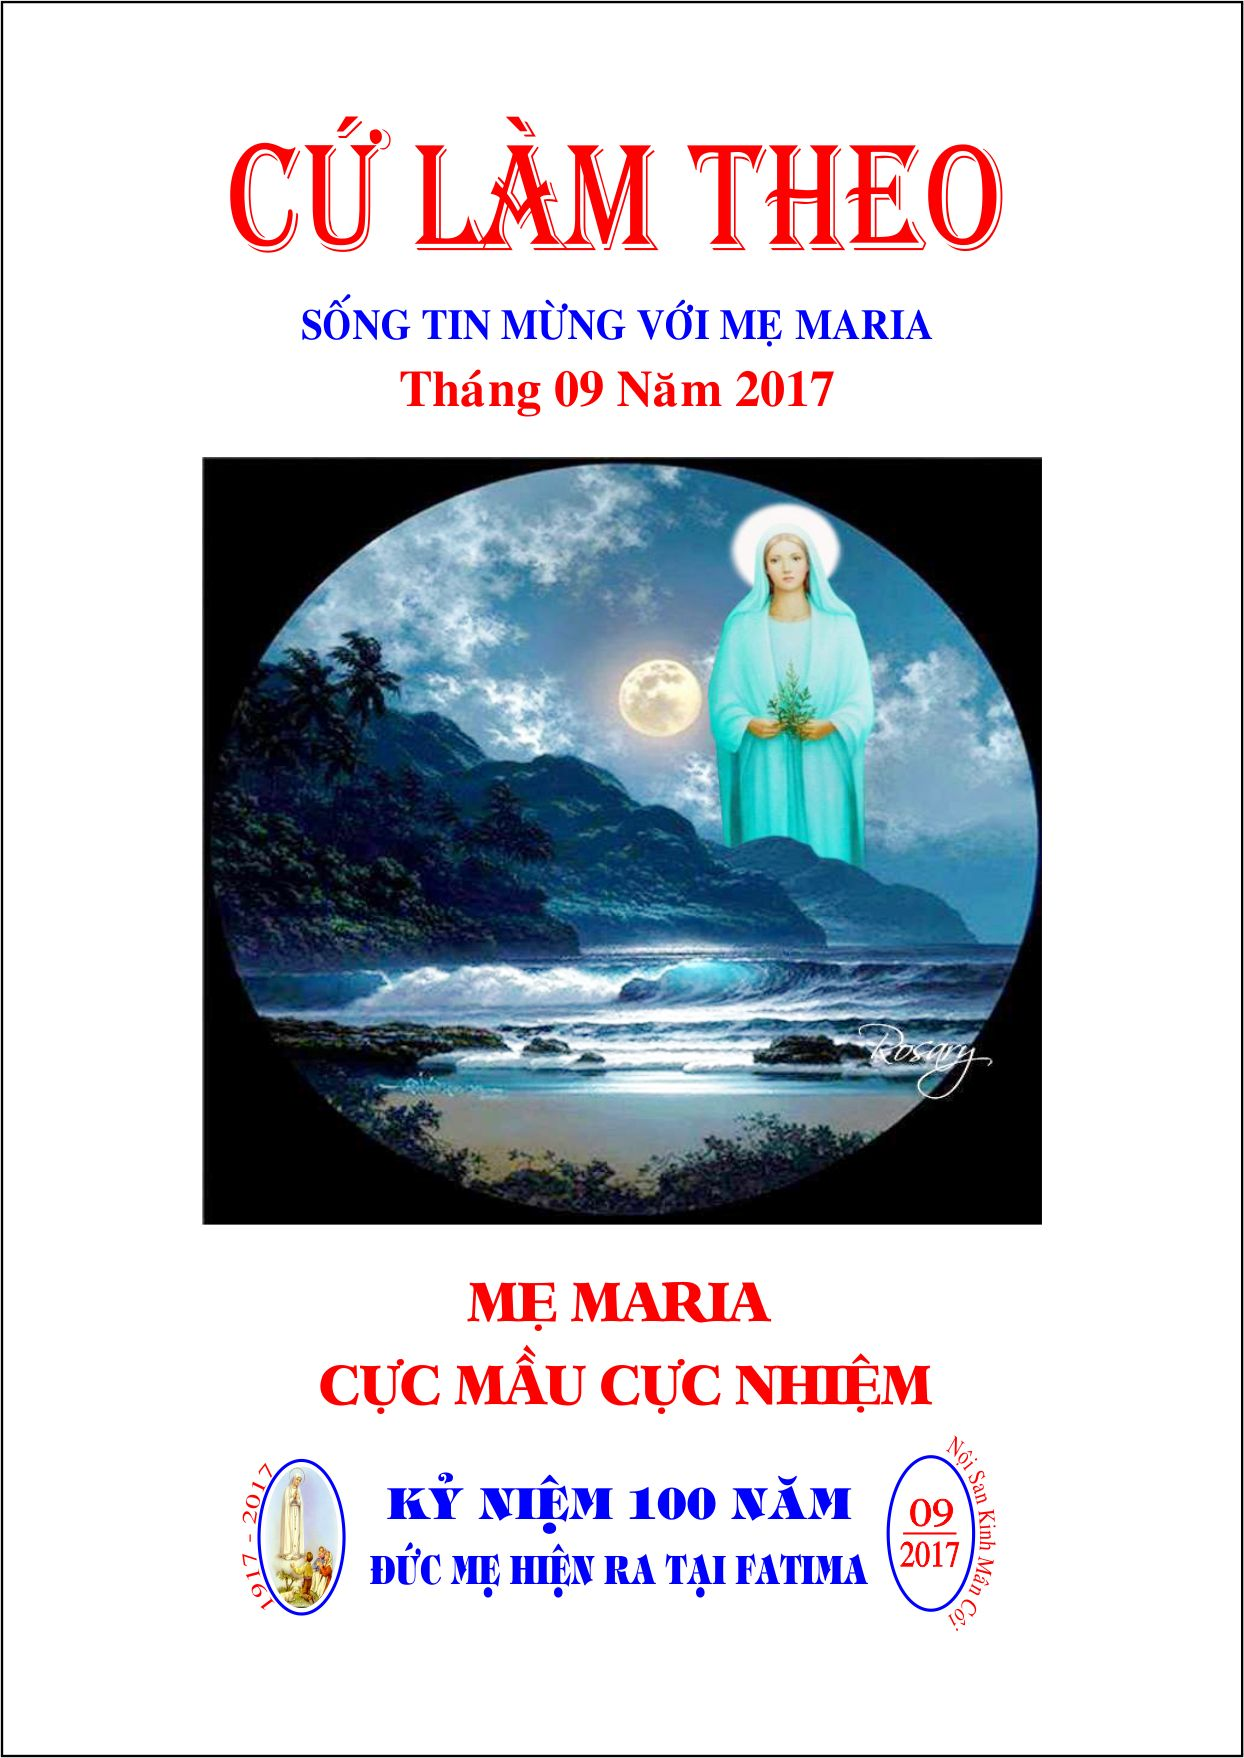 CỨ LÀM THEO
SỐNG TIN MỪNG VỚI MẸ MARIA
Tháng 09 Năm 2017
Rosary
MẸ MARIA
CỰC MẦU CỰC NHIỆM
1917 - 2017
KỶ NIỆM 100 NĂM
ĐỨC MẸ HIỆN RA TẠI FATIMA
09
2017
Nội San Kinh Mân Côi